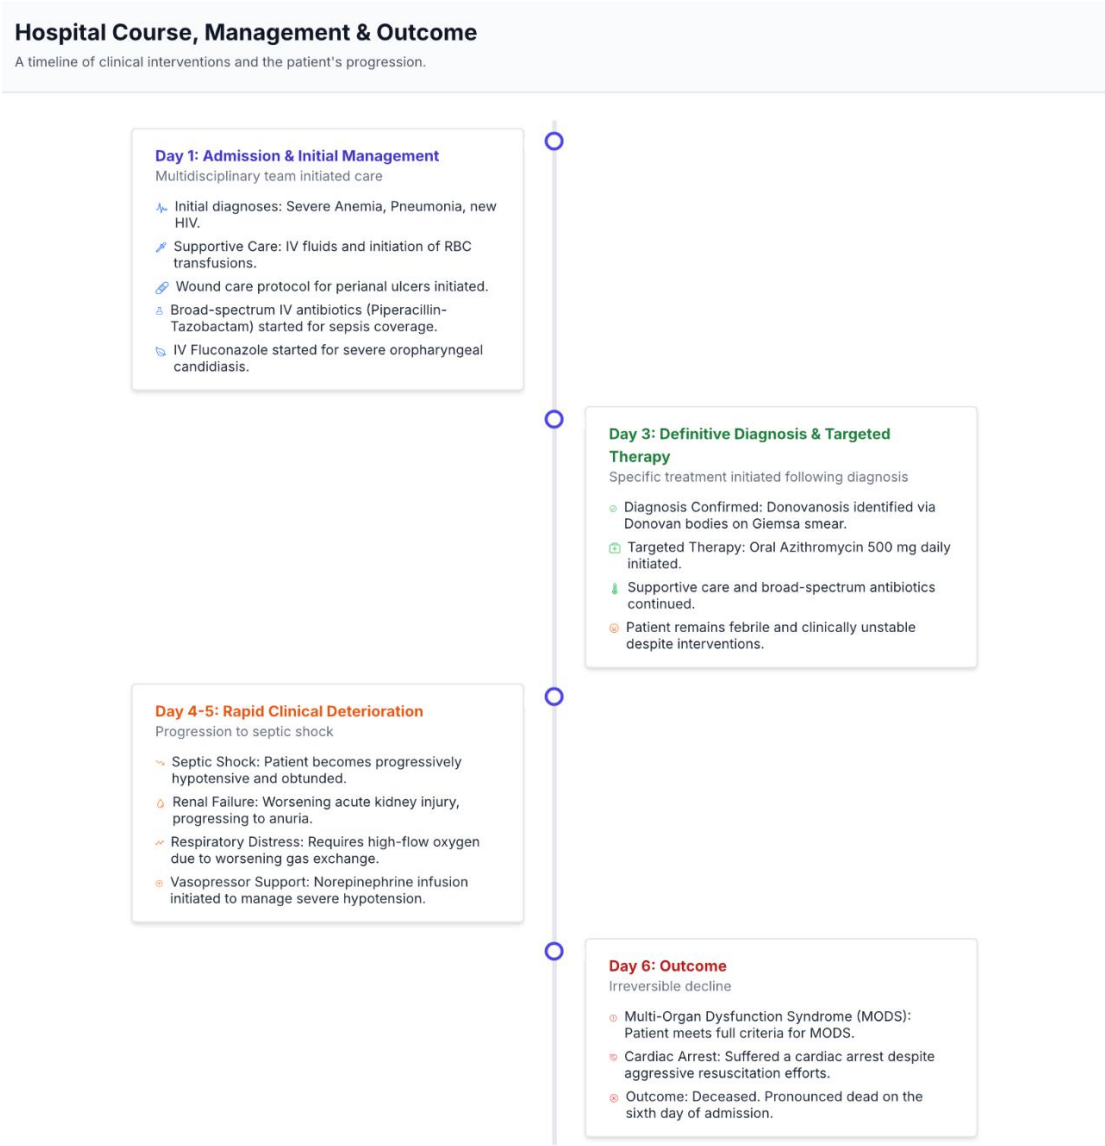 Hospital Course, Management & Outcome
A timeline of clinical interventions and the patient's progression.
Day 1: Admission & Initial Management
Multidisciplinary team initiated care
Initial diagnoses: Severe Anemia, Pneumonia, new
HIV.
Supportive Care: IV fluids and initiation of RBC
transfusions.
Wound care protocol for perianal ulcers initiated.
Broad-spectrum IV antibiotics (Piperacillin-
Tazobactam) started for sepsis coverage.
IV Fluconazole started for severe oropharyngeal
candidiasis.
Day 3: Definitive Diagnosis & Targeted
Therapy
Specific treatment initiated following diagnosis
Diagnosis Confirmed: Donovanosis identified via
Donovan bodies on Giemsa smear.
Targeted Therapy: Oral Azithromycin 500 mg daily
initiated.
Supportive care and broad-spectrum antibiotics
continued.
Patient remains febrile and clinically unstable
despite interventions.
Day 4-5: Rapid Clinical Deterioration
Progression to septic shock
Septic Shock: Patient becomes progressively
hypotensive and obtunded.
Renal Failure: Worsening acute kidney injury,
progressing to anuria.
Respiratory Distress: Requires high-flow oxygen
due to worsening gas exchange.
Vasopressor Support: Norepinephrine infusion
initiated to manage severe hypotension.
Day 6: Outcome
Irreversible decline
Multi-Organ Dysfunction Syndrome (MODS):
Patient meets full criteria for MODS.
Cardiac Arrest: Suffered a cardiac arrest despite
aggressive resuscitation efforts.
Outcome: Deceased. Pronounced dead on the
sixth day of admission.